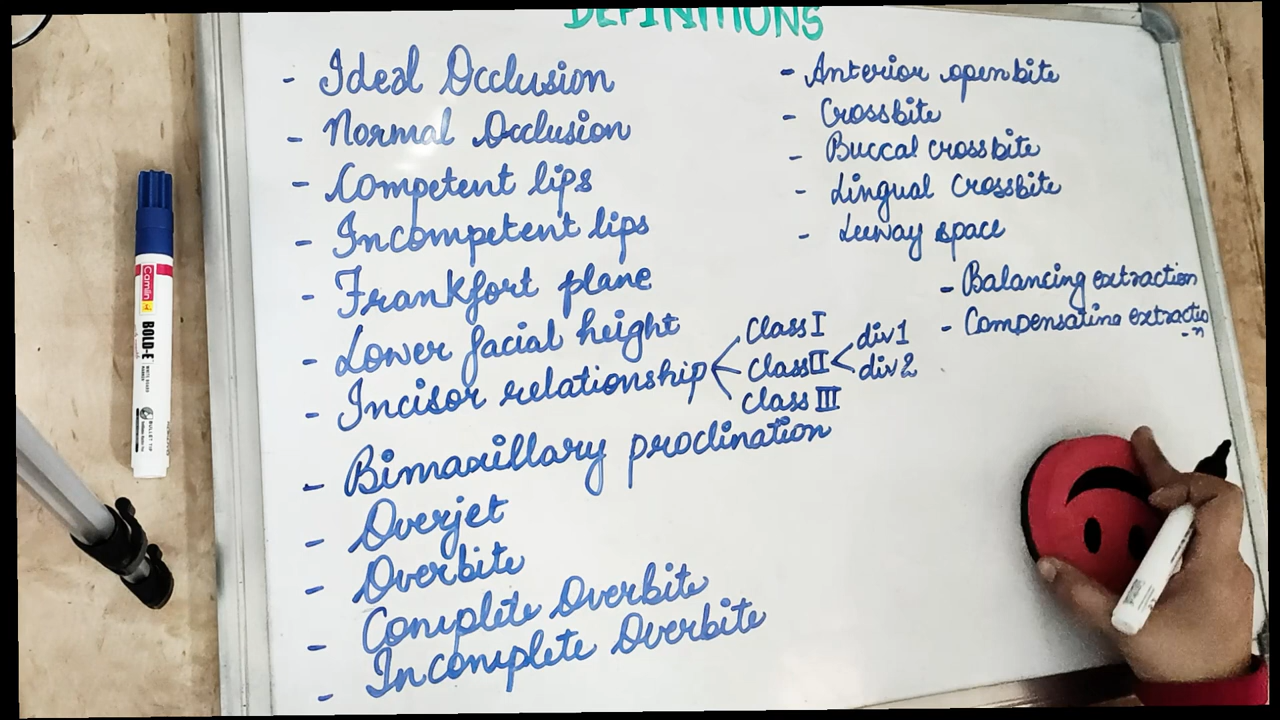 DEFINITIONS
- Ideal Occlusion
- Normal Occlusion
- Competent lips
- Incompetent lips
- Frankfort plane
- Lower facial height
- Incisor relationship
Class I
Class II
div 1
div 2
Class III
- Bimaxillary proclination
- Overjet
- Overbite
- Complete Overbite
- Incomplete Overbite
- Anterior openbite
- Crossbite
- Buccal crossbite
- Lingual Crossbite
- Leeway space
- Balancing extraction
- Compensating extractio
-n
Camlin
BOLD-E